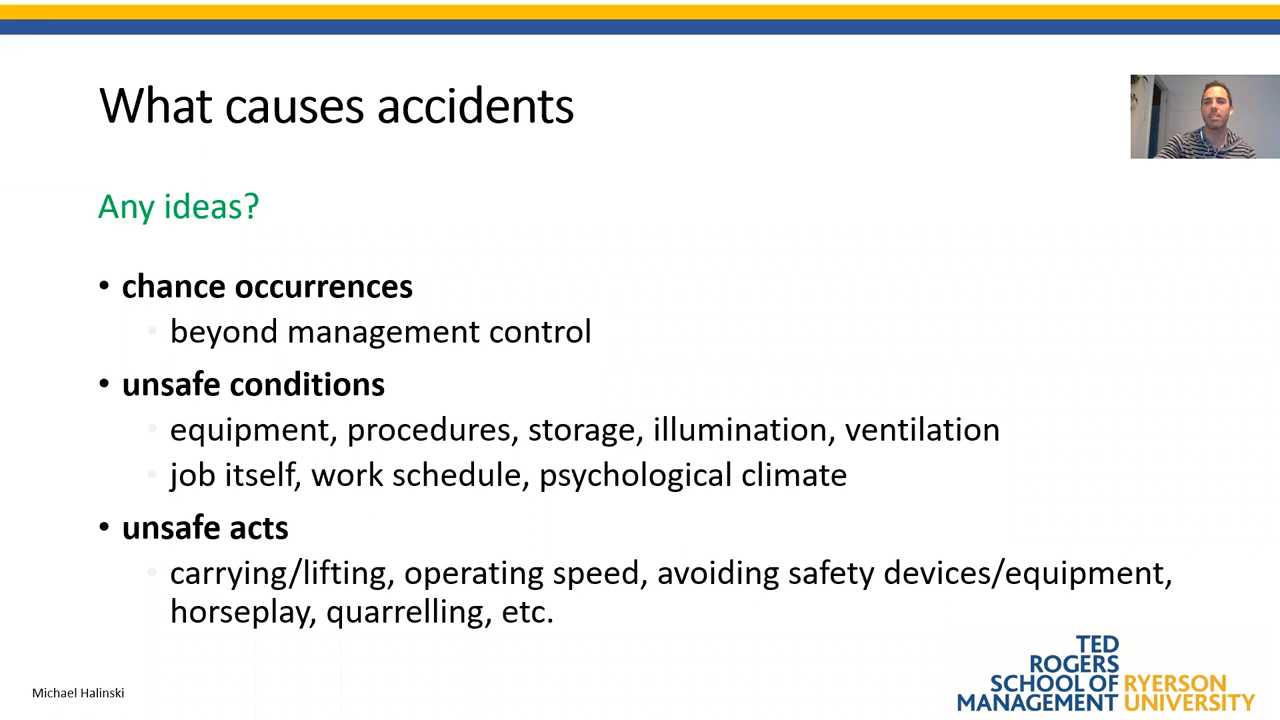 What causes accidents
Any ideas?
• chance occurrences
• beyond management control
• unsafe conditions
• equipment, procedures, storage, illumination, ventilation
• job itself, work schedule, psychological climate
• unsafe acts
• carrying/lifting, operating speed, avoiding safety devices/equipment,
horseplay, quarrelling, etc.
Michael Halinski
TED
ROGERS
SCHOOL OF RYERSON
MANAGEMENT UNIVERSITY